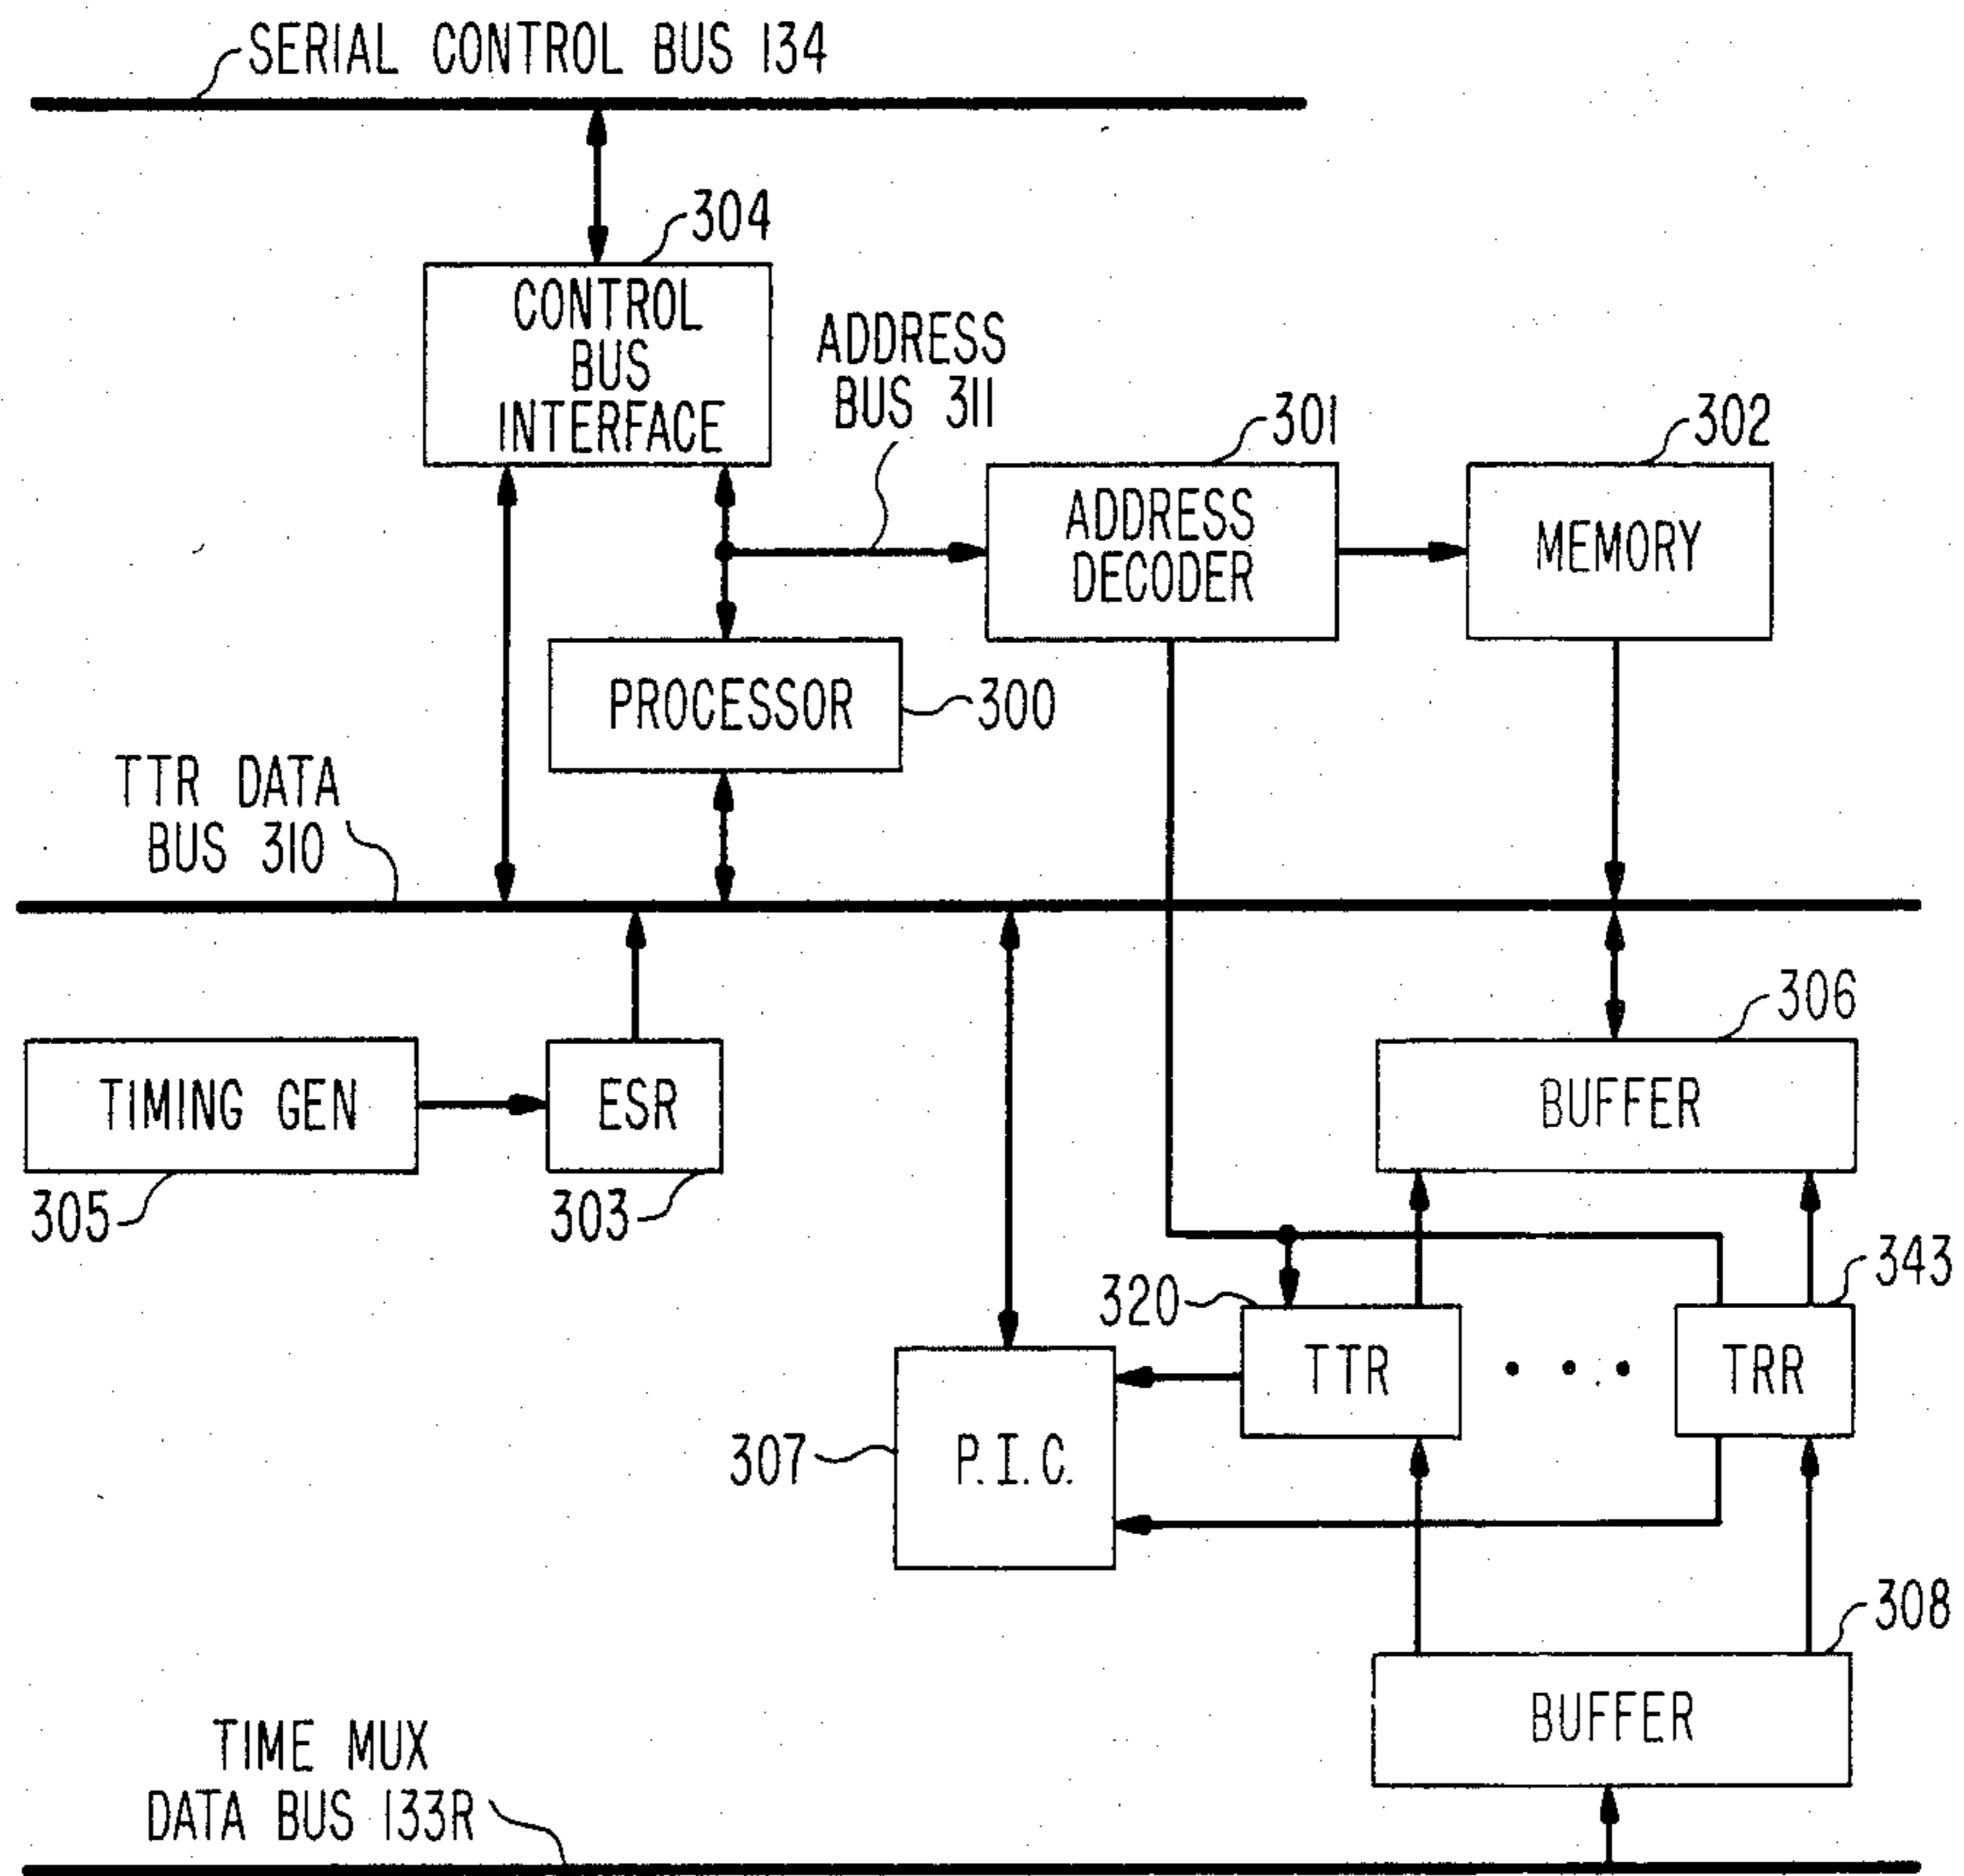 SERIAL CONTROL BUS 134
304
CONTROL
BUS
INTERFACE
ADDRESS
BUS 311
301
ADDRESS
DECODER
302
MEMORY
PROCESSOR
300
TTR DATA
BUS 310
TIMING GEN
305
ESR
303
306
BUFFER
320
TTR
343
TRR
307
P.I.C.
308
BUFFER
TIME MUX
DATA BUS 133R